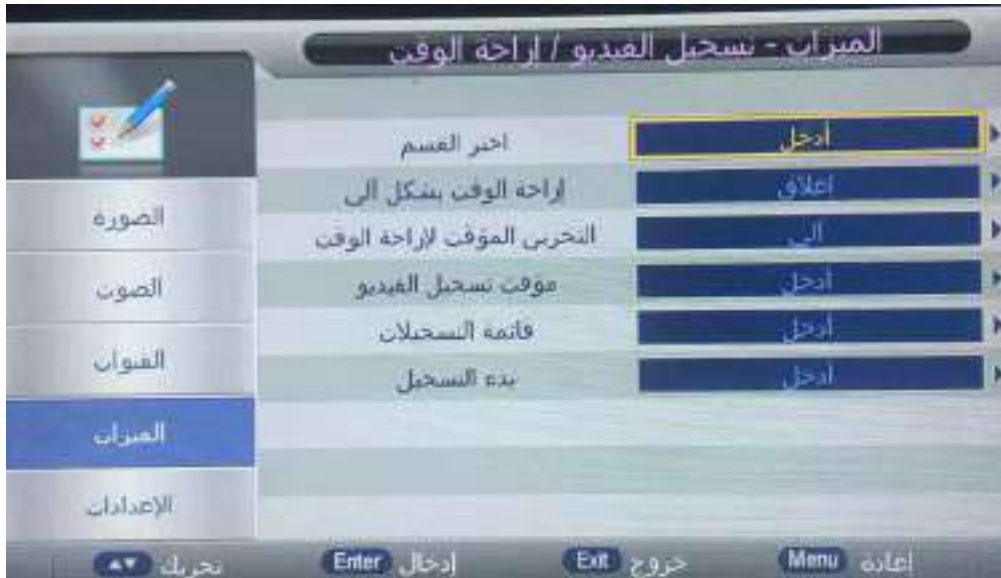 الميزات - تسجيل الفيديو / إزاحة الوقت
اختر القسم
أدخل
إزاحة الوقت بشكل آلي
اغلاق
التخزين المؤقت لإزاحة الوقت
آلي
مؤقت تسجيل الفيديو
أدخل
قائمة التسجيلات
أدخل
بدء التسجيل
أدخل
الصورة
الصوت
القنوات
الميزات
الإعدادات
تحريك
إدخال Enter
خروج Exit
إعادة Menu